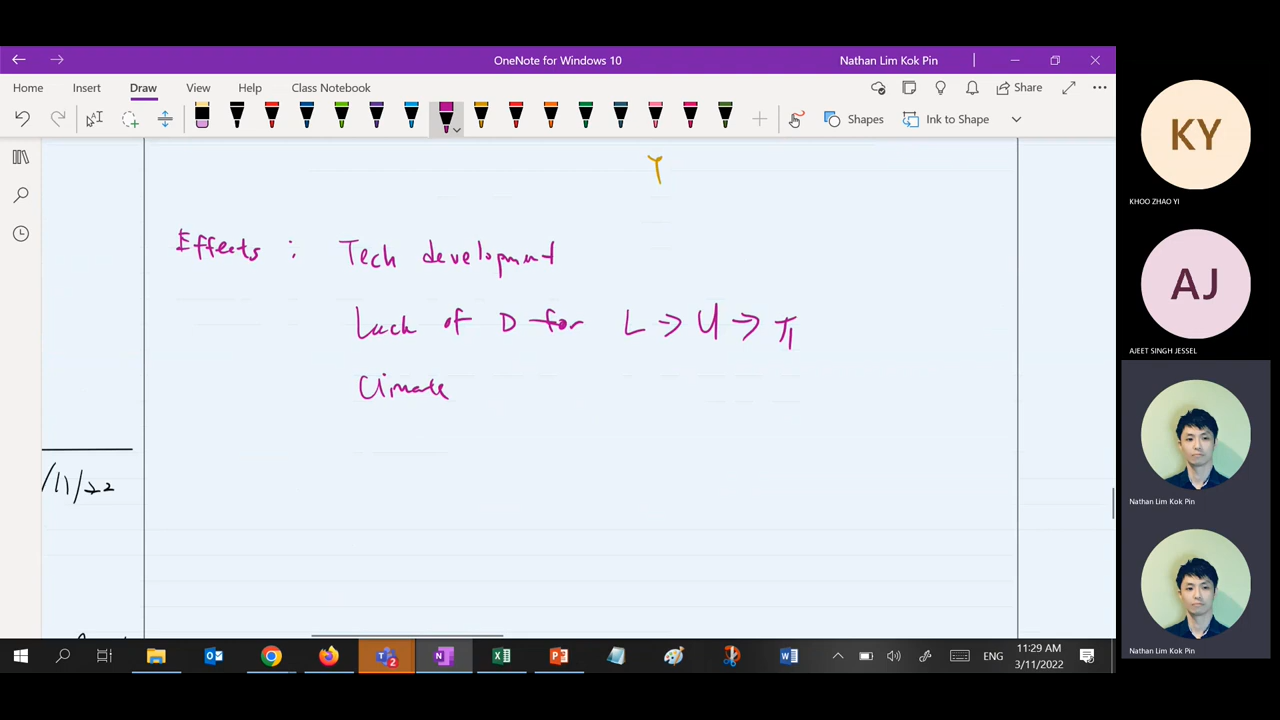 OneNote for Windows 10
Nathan Lim Kok Pin
Home Insert Draw View Help Class Notebook
Share
Shapes
Ink to Shape
Y
Effects : Tech development
Lack of D for L → U → π
Climate
/11/22
KY
KHOO ZHAO YI
AJ
AJEET SINGH JESSEL
Nathan Lim Kok Pin
Nathan Lim Kok Pin
2
ENG
11:29 AM
3/11/2022